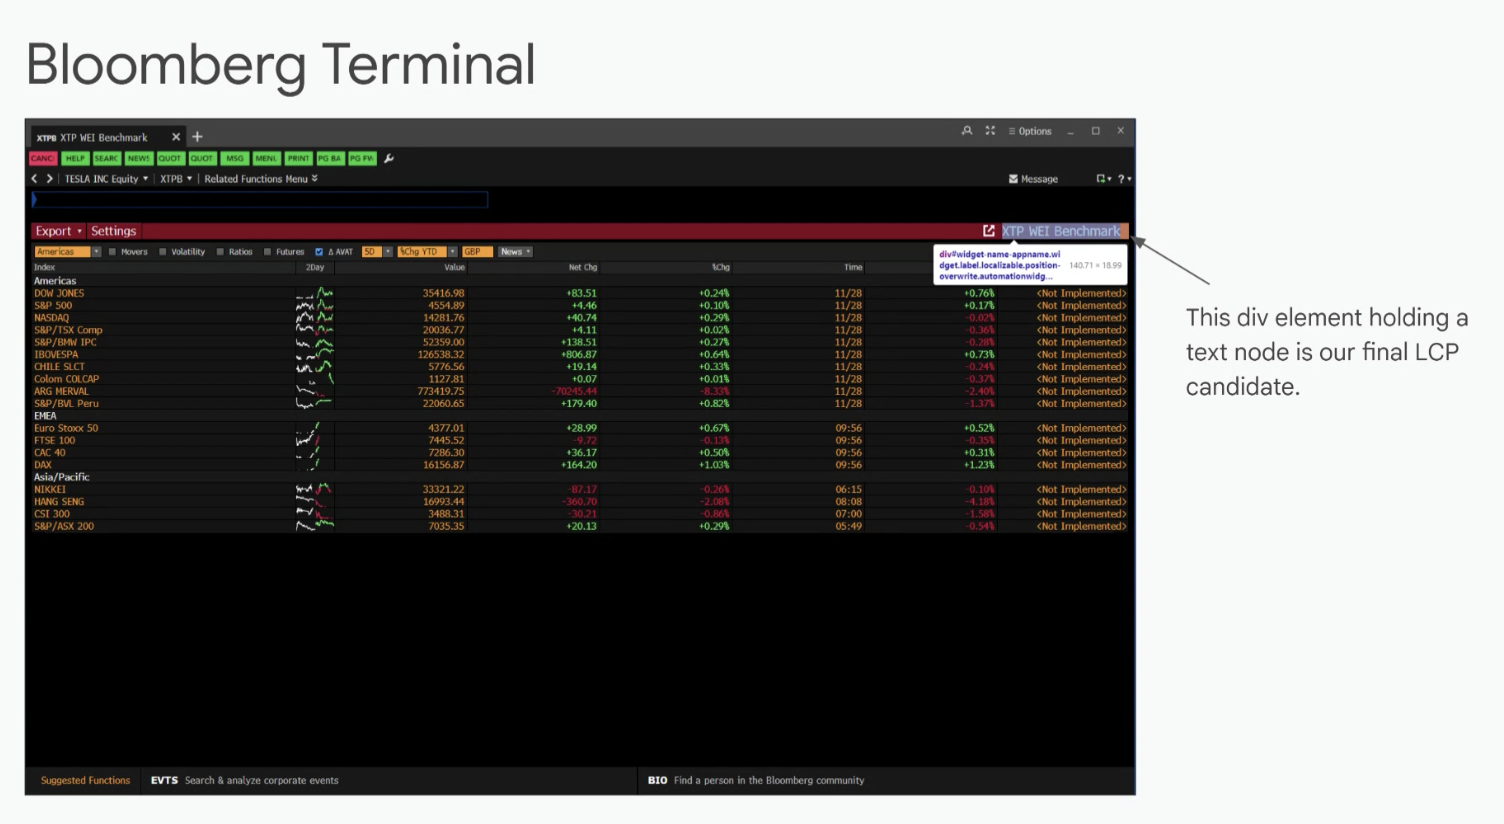 Bloomberg Terminal
XTPB XTP WEI Benchmark
Options
CANC HELP SEARC NEWS QUOT QUOT MSG MENL PRINT PG BA PG FW
TESLA INC Equity XTPB Related Functions Menu
Message ?
Export Settings XTP WEI Benchmark
Americas Movers Volatility Ratios Futures Δ AVAT 5D %Chg YTD GBP News
div#widget-name-appname.wi
dget.label.localizable.position-
overwrite.automationwidg...
140.71 × 18.99
Index 2Day Value Net Chg %Chg Time
Americas
DOW JONES 35416.98 +83.51 +0.24% 11/28 +0.76% <Not Implemented>
S&P 500 4554.89 +4.46 +0.10% 11/28 +0.17% <Not Implemented>
NASDAQ 14281.76 +40.74 +0.29% 11/28 -0.02% <Not Implemented>
S&P/TSX Comp 20036.77 +4.11 +0.02% 11/28 -0.36% <Not Implemented>
S&P/BMW IPC 52359.00 +138.51 +0.27% 11/28 -0.28% <Not Implemented>
IBOVESPA 126538.32 +806.87 +0.64% 11/28 +0.73% <Not Implemented>
CHILE SLCT 5776.56 +19.14 +0.33% 11/28 -0.24% <Not Implemented>
Colom COLCAP 1127.81 +0.07 +0.01% 11/28 -0.37% <Not Implemented>
ARG MERVAL 773419.75 -70245.44 -8.33% 11/28 -2.40% <Not Implemented>
S&P/BVL Peru 22060.65 +179.40 +0.82% 11/28 -1.37% <Not Implemented>
EMEA
Euro Stoxx 50 4377.01 +28.99 +0.67% 09:56 +0.52% <Not Implemented>
FTSE 100 7445.52 -9.72 -0.13% 09:56 -0.35% <Not Implemented>
CAC 40 7286.30 +36.17 +0.50% 09:56 +0.31% <Not Implemented>
DAX 16156.87 +164.20 +1.03% 09:56 +1.23% <Not Implemented>
Asia/Pacific
NIKKEI 33321.22 -87.17 -0.26% 06:15 -0.10% <Not Implemented>
HANG SENG 16993.44 -360.70 -2.08% 08:08 -4.18% <Not Implemented>
CSI 300 3488.31 -30.21 -0.86% 07:00 -1.58% <Not Implemented>
S&P/ASX 200 7035.35 +20.13 +0.29% 05:49 -0.54% <Not Implemented>
Suggested Functions EVTS Search & analyze corporate events BIO Find a person in the Bloomberg community
This div element holding a
text node is our final LCP
candidate.